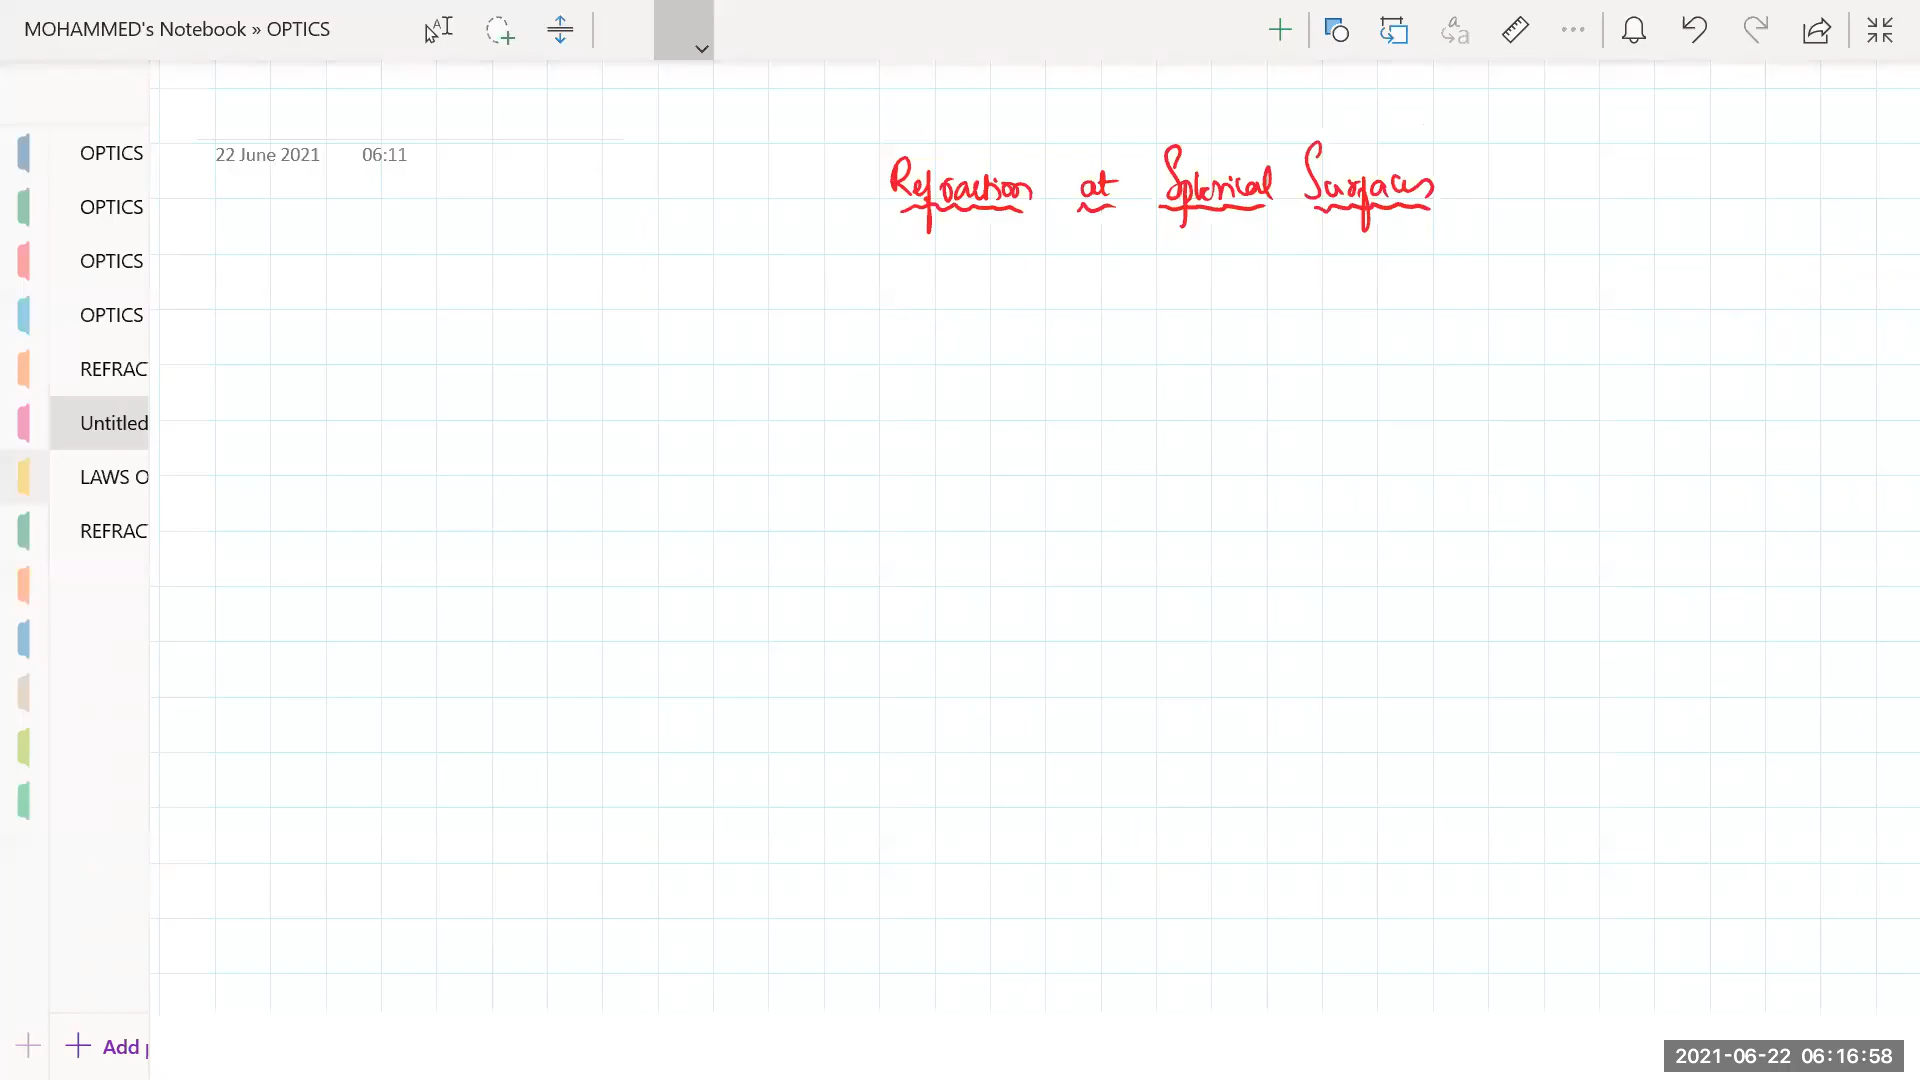 MOHAMMED's Notebook » OPTICS
22 June 2021 06:11
Refraction at Spherical Surfaces
OPTICS
OPTICS
OPTICS
OPTICS
REFRAC
Untitled
LAWS O
REFRAC
Add
2021-06-22 06:16:58